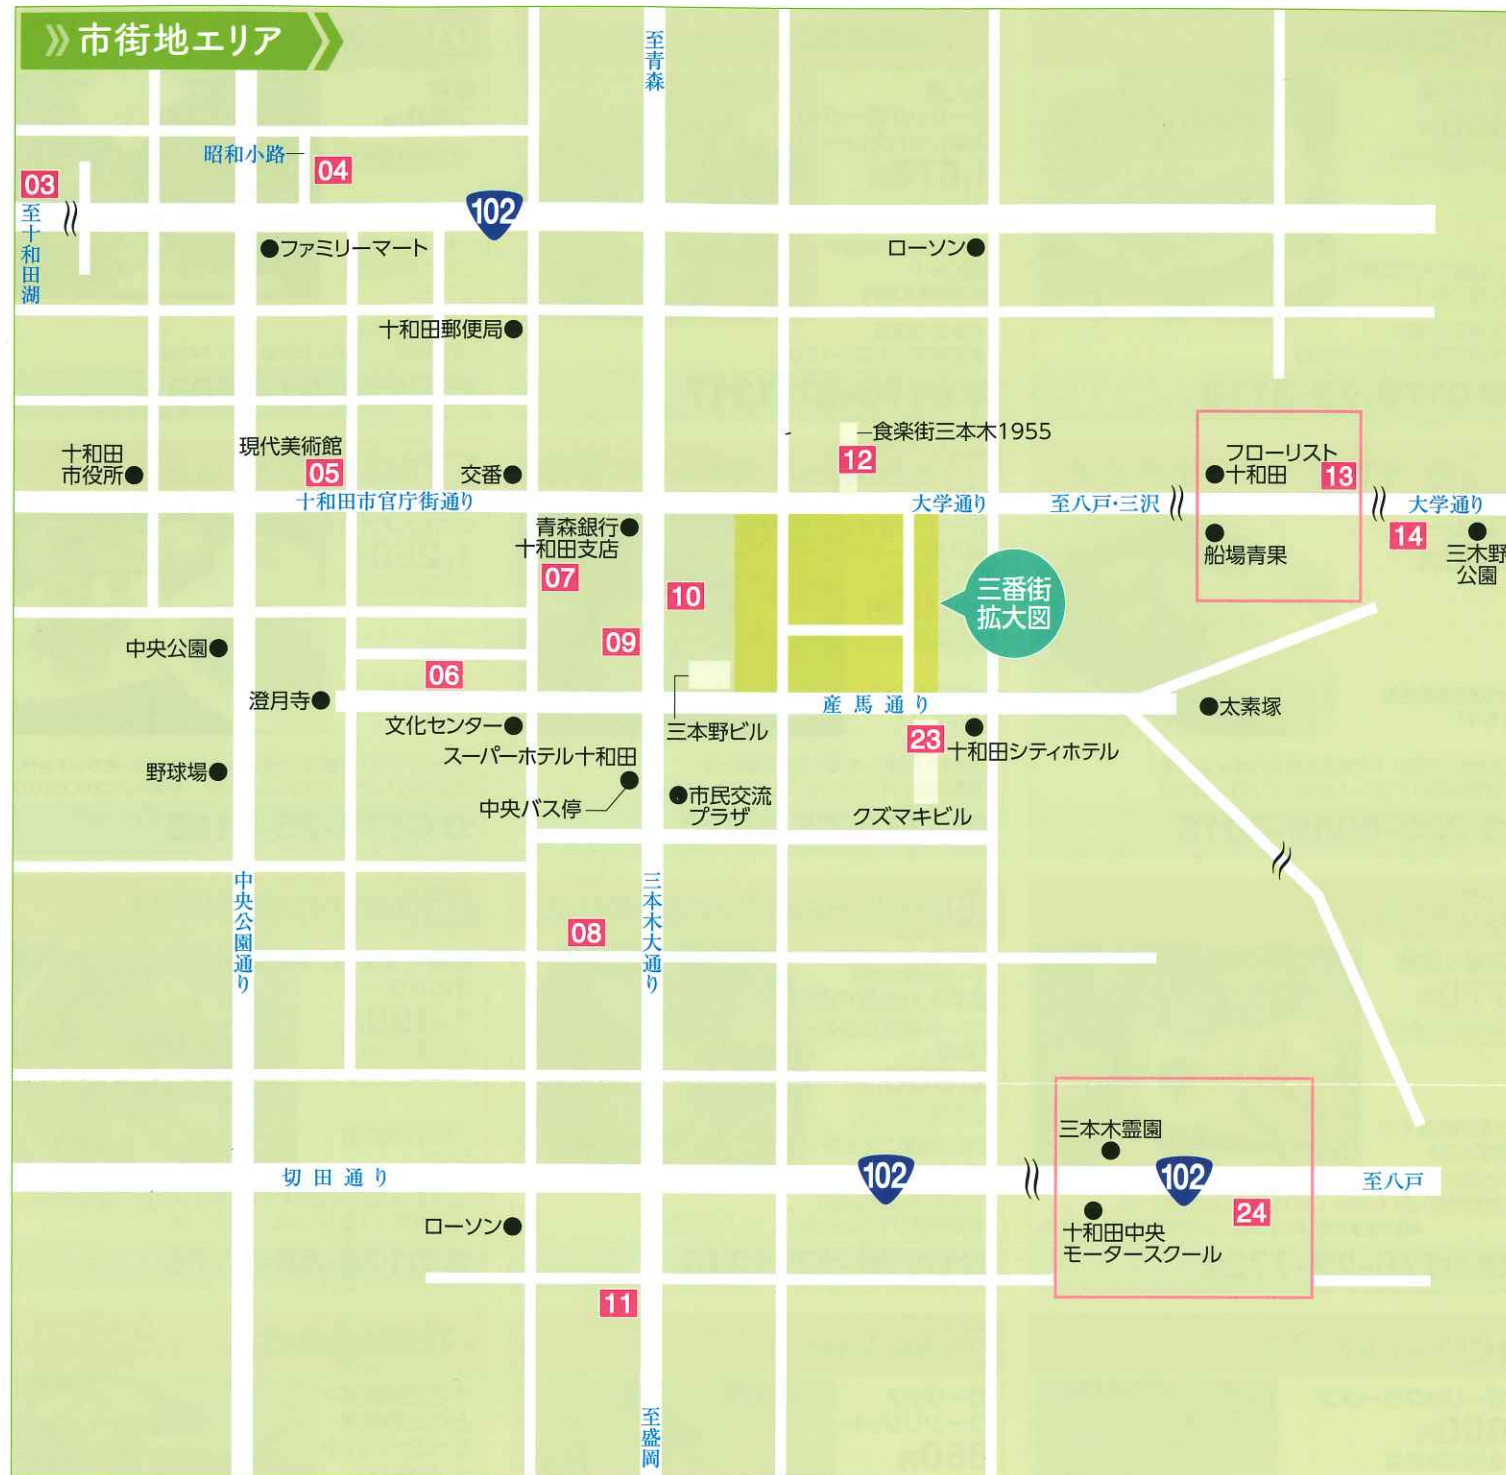 市街地エリア
至青森
昭和小路
04
03
至十和田湖
102
ファミリーマート
ローソン
十和田郵便局
食楽街三本木1955
12
現代美術館
05
十和田
市役所
交番
フローリスト
十和田
13
十和田市官庁街通り
大学通り
至八戸・三沢
大学通り
青森銀行
十和田支店
07
船場青果
14
三木野
公園
10
三番街
拡大図
09
中央公園
06
澄月寺
産馬通り
太素塚
文化センター
三本野ビル
23
十和田シティホテル
スーパーホテル十和田
野球場
中央バス停
市民交流
プラザ
クズマキビル
中央公園通り
三本木大通り
08
三本木霊園
切田通り
102
102
至八戸
24
ローソン
十和田中央
モータースクール
11
至盛岡